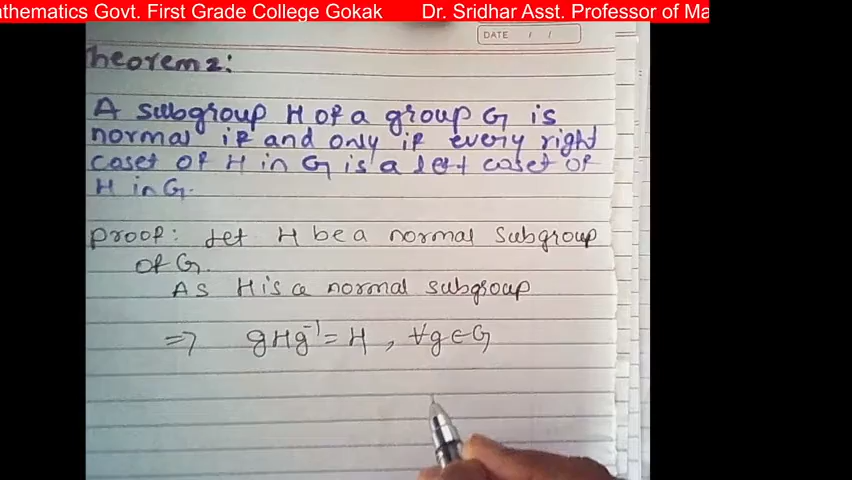 athematics Govt. First Grade College Gokak Dr. Sridhar Asst. Professor of Ma
DATE / /
Theorem 2:
A subgroup H of a group G is
normal if and only if every right
coset of H in G is a left coset of
H in G.
Proof: Let H be a normal subgroup
of G.
As H is a normal subgroup
⇒ gHg⁻¹ = H , ∀g∈G